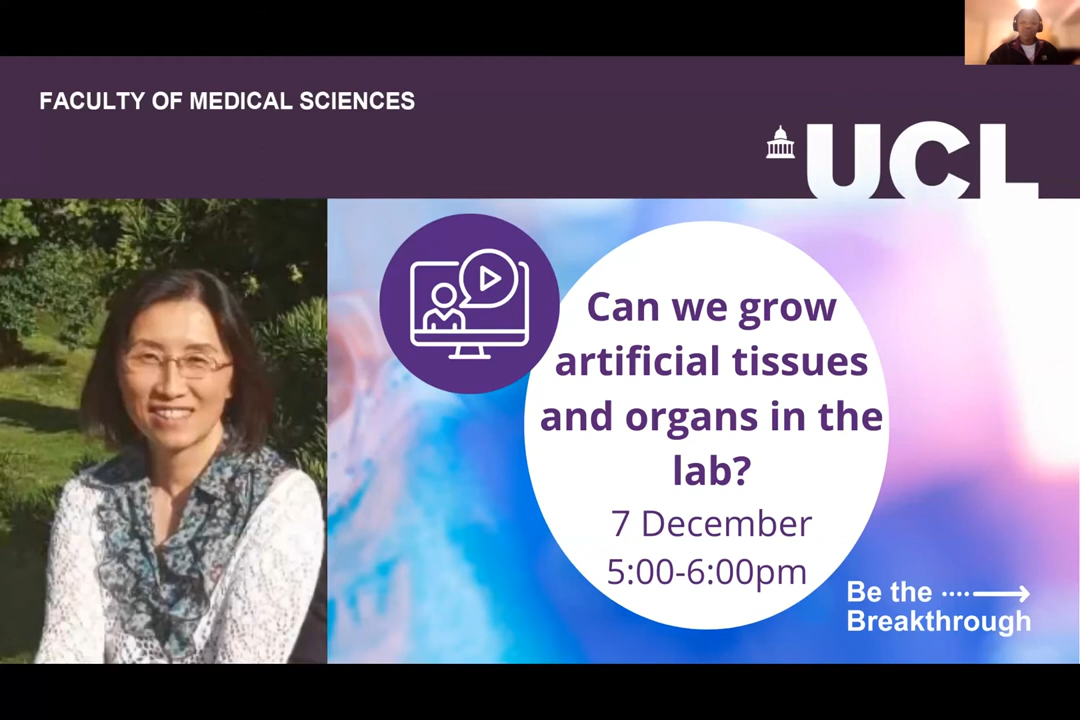 FACULTY OF MEDICAL SCIENCES
UCL
Can we grow
artificial tissues
and organs in the
lab?
7 December
5:00-6:00pm
Be the
Breakthrough